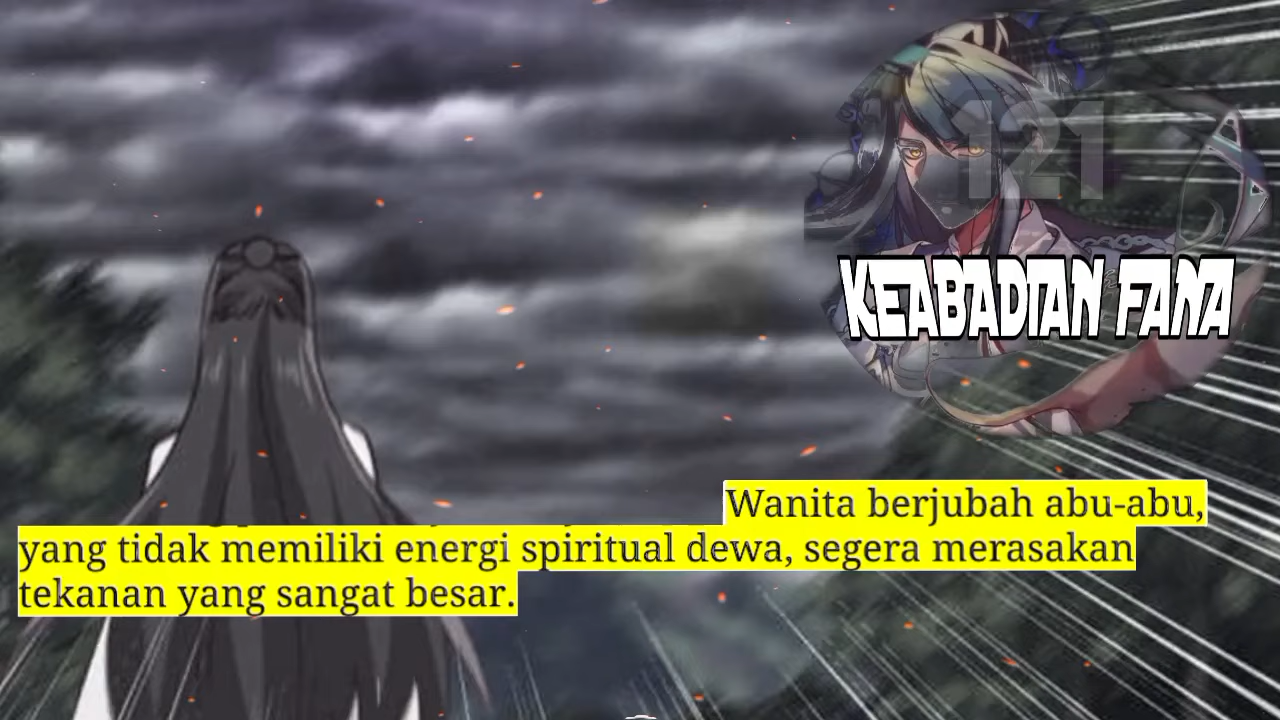 121
KEABADIAN FANA
Wanita berjubah abu-abu,
yang tidak memiliki energi spiritual dewa, segera merasakan
tekanan yang sangat besar.